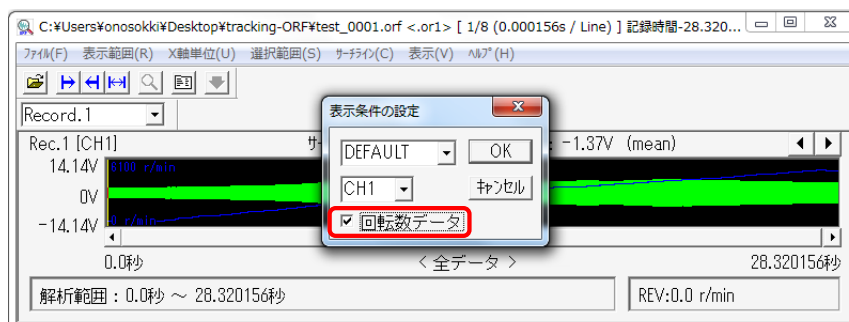 C:¥Users¥onosokki¥Desktop¥tracking-ORF¥test_0001.orf <.or1> [ 1/8 (0.000156s / Line) ] 記録時間-28.320...
ファイル(F) 表示範囲(R) X軸単位(U) 選択範囲(S) サーチライン(C) 表示(V) ヘルプ(H)
Record.1
表示条件の設定
Rec.1 [CH1] サ : -1.37V (mean)
DEFAULT OK
14.14V 8100 r/min
0V
CH1 キャンセル
-14.14V 0 r/min
回転数データ
0.0秒 < 全データ > 28.320156秒
解析範囲 : 0.0秒 ～ 28.320156秒 REV:0.0 r/min